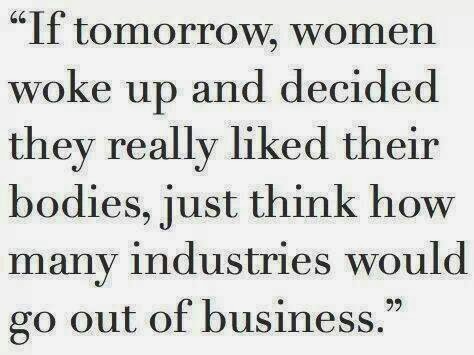 “If tomorrow, women
woke up and decided
they really liked their
bodies, just think how
many industries would
go out of business.”